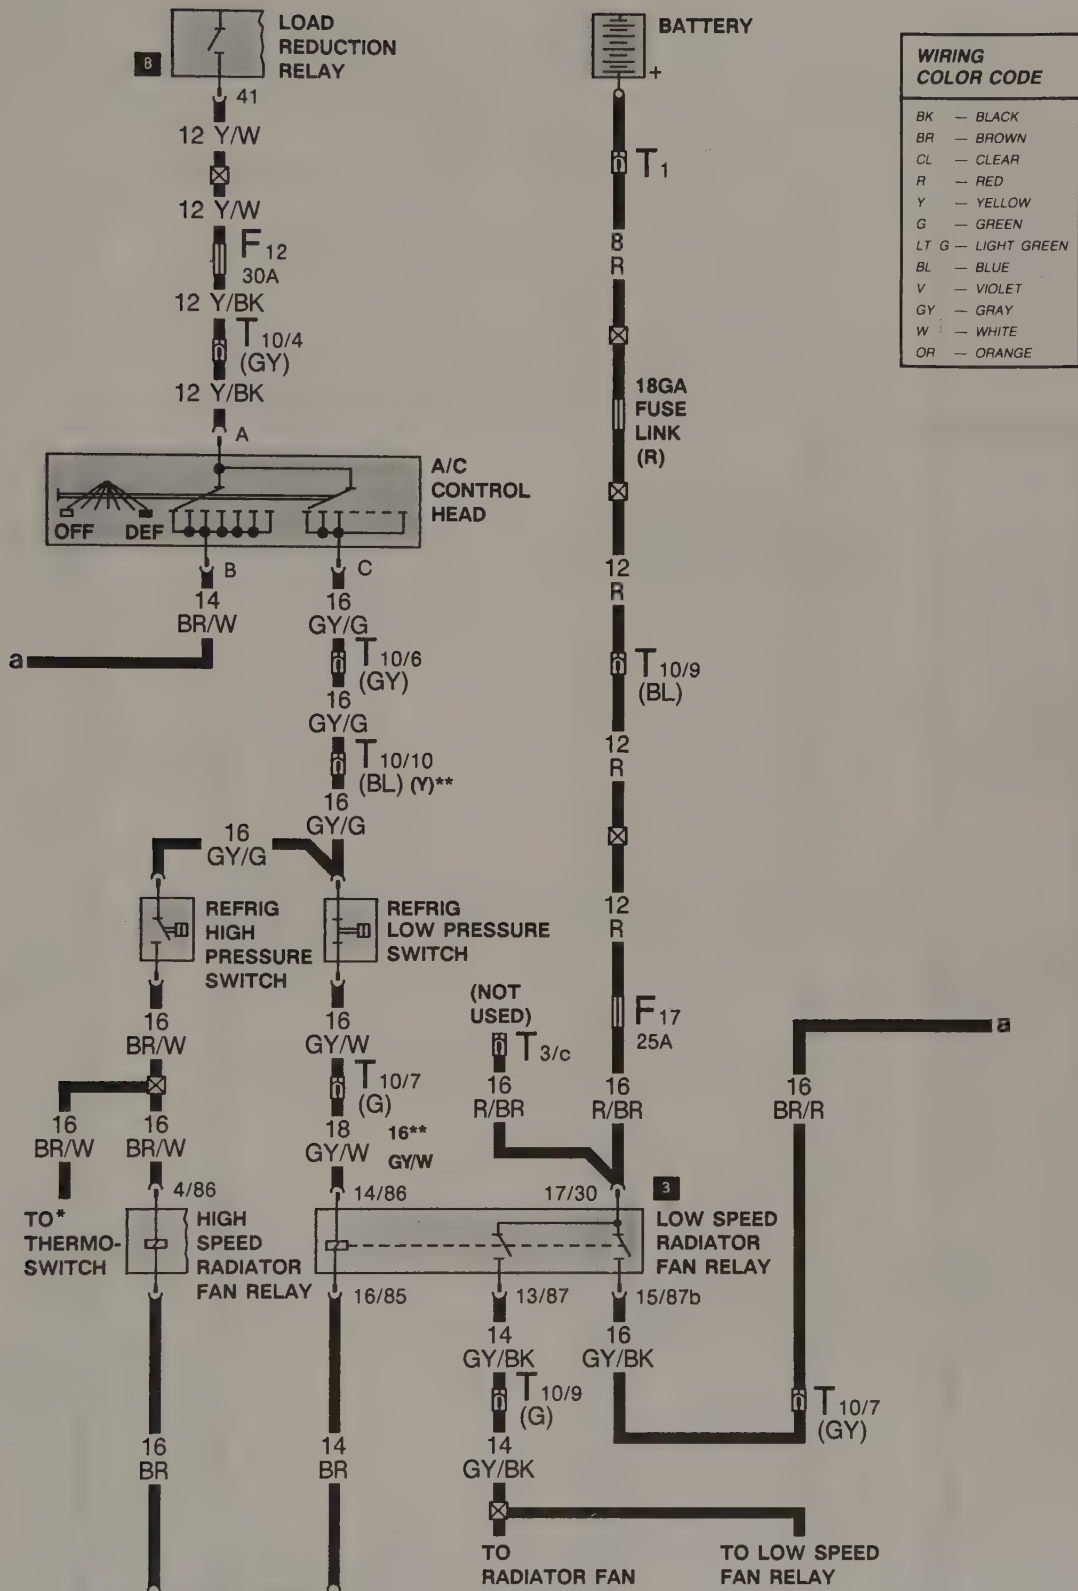 LOAD
REDUCTION
RELAY
8
41
12 Y/W
12 Y/W
F12
30A
12 Y/BK
T10/4
(GY)
12 Y/BK
A
A/C
CONTROL
HEAD
OFF DEF
B
C
14
BR/W
a
16
GY/G
T10/6
(GY)
16
GY/G
T10/10
(BL) (Y)**
16
GY/G
16
GY/G
REFRIG
HIGH
PRESSURE
SWITCH
REFRIG
LOW PRESSURE
SWITCH
16
BR/W
16
BR/W
16
BR/W
TO*
THERMO-
SWITCH
4/86
HIGH
SPEED
RADIATOR
FAN RELAY
16
BR
16
GY/W
T10/7
(G)
18
GY/W
16**
GY/W
14/86
16/85
14
BR
BATTERY
+
T1
8
R
18GA
FUSE
LINK
(R)
12
R
T10/9
(BL)
12
R
12
R
F17
25A
(NOT
USED)
T3/c
16
R/BR
16
R/BR
17/30
3
LOW SPEED
RADIATOR
FAN RELAY
13/87
15/87b
14
GY/BK
T10/9
(G)
14
GY/BK
16
GY/BK
a
16
BR/R
T10/7
(GY)
TO
RADIATOR FAN
TO LOW SPEED
FAN RELAY
WIRING
COLOR CODE
BK — BLACK
BR — BROWN
CL — CLEAR
R — RED
Y — YELLOW
G — GREEN
LT G — LIGHT GREEN
BL — BLUE
V — VIOLET
GY — GRAY
W — WHITE
OR — ORANGE